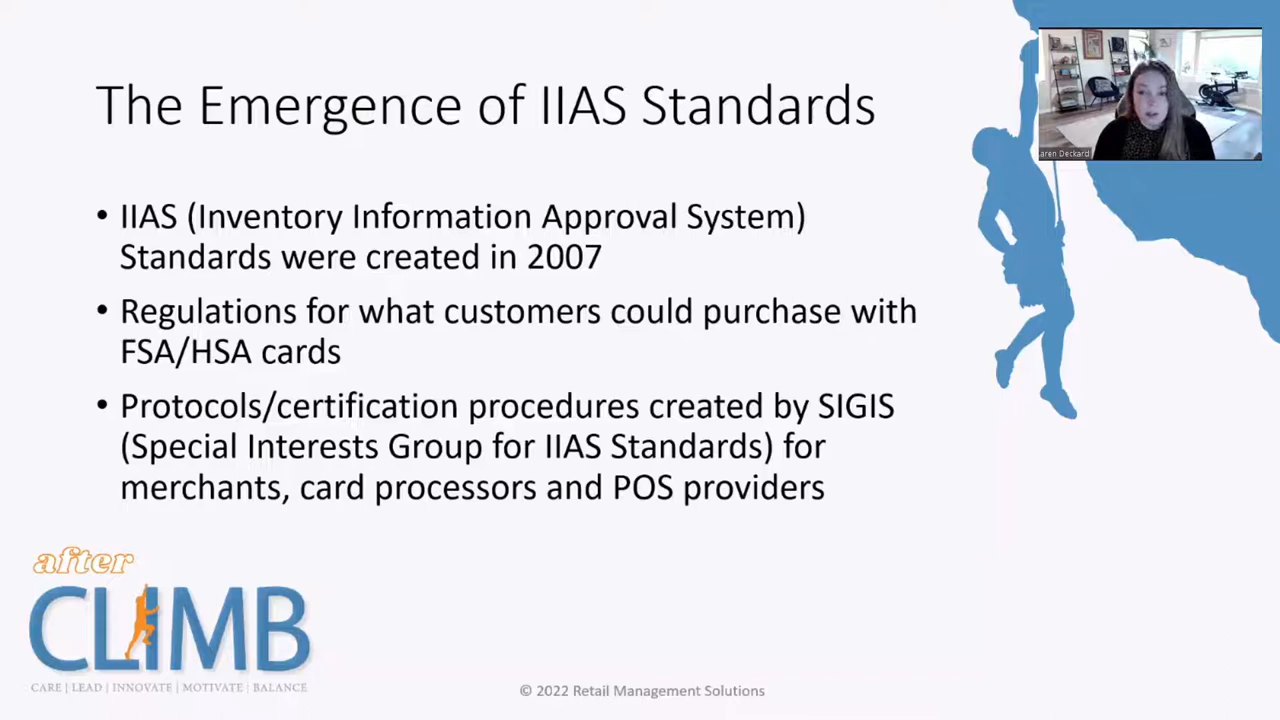 The Emergence of IIAS Standards
aren Deckard
• IIAS (Inventory Information Approval System)
Standards were created in 2007
• Regulations for what customers could purchase with
FSA/HSA cards
• Protocols/certification procedures created by SIGIS
(Special Interests Group for IIAS Standards) for
merchants, card processors and POS providers
after
CLIMB
CARE | LEAD | INNOVATE | MOTIVATE | BALANCE
© 2022 Retail Management Solutions